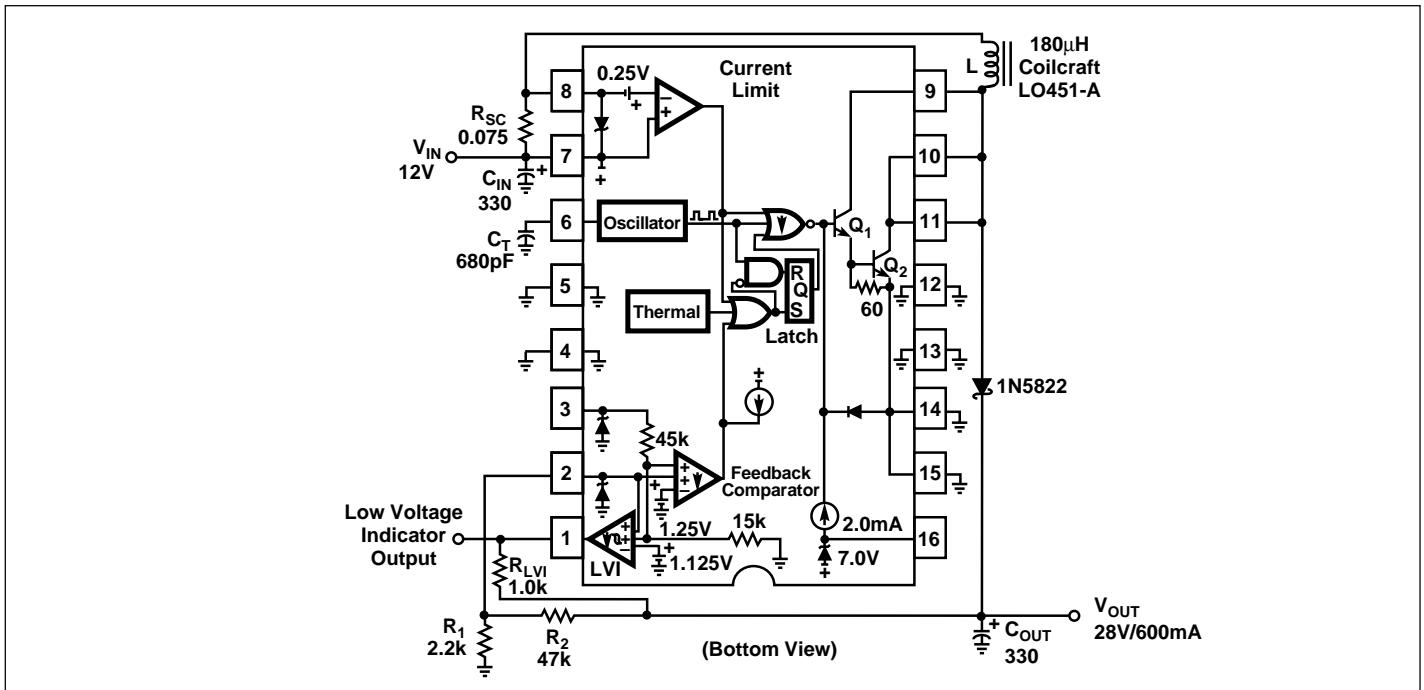 180µH
Coilcraft
LO451-A
L
8
0.25V
Current
Limit
9
RSC
0.075
VIN
12V
7
10
CIN
330
6
Oscillator
11
Q1
CT
680pF
Q2
R
Q
S
5
12
60
Thermal
Latch
4
13
1N5822
3
14
45k
2
Feedback
Comparator
15
Low Voltage
Indicator
Output
1
1.25V
15k
2.0mA
16
LVI
1.125V
7.0V
RLVI
1.0k
R1
2.2k
R2
47k
(Bottom View)
COUT
330
VOUT
28V/600mA